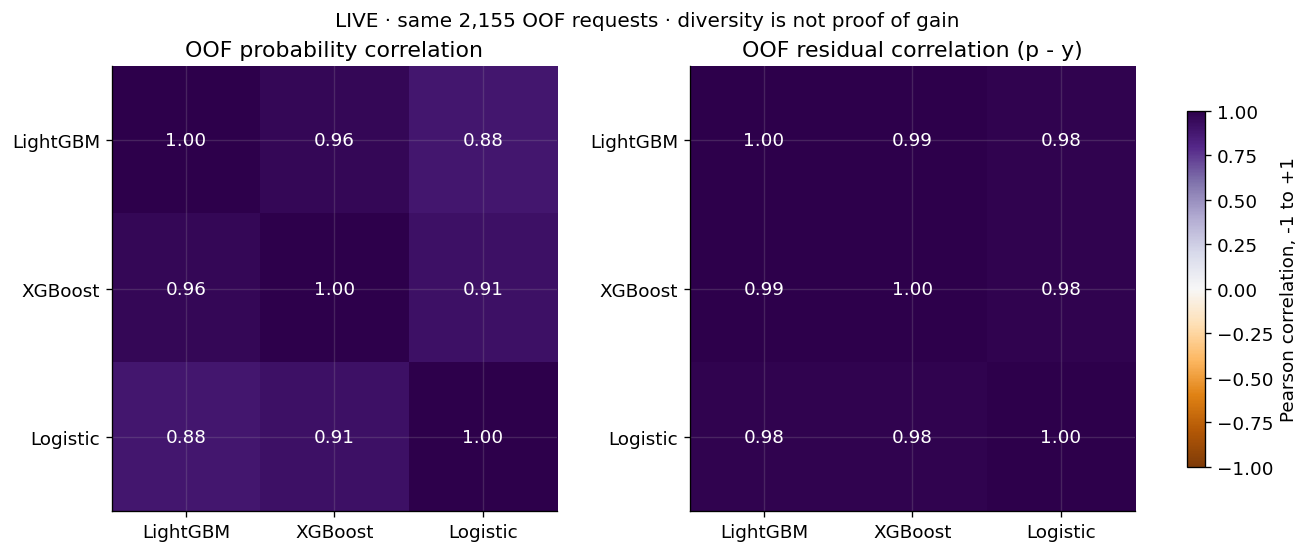 LIVE · same 2,155 OOF requests · diversity is not proof of gain
OOF probability correlation
LightGBM
XGBoost
Logistic
1.00 0.96 0.88
0.96 1.00 0.91
0.88 0.91 1.00
LightGBM XGBoost Logistic
OOF residual correlation (p - y)
LightGBM
XGBoost
Logistic
1.00 0.99 0.98
0.99 1.00 0.98
0.98 0.98 1.00
LightGBM XGBoost Logistic
1.00
0.75
0.50
0.25
0.00
−0.25
−0.50
−0.75
−1.00
Pearson correlation, -1 to +1